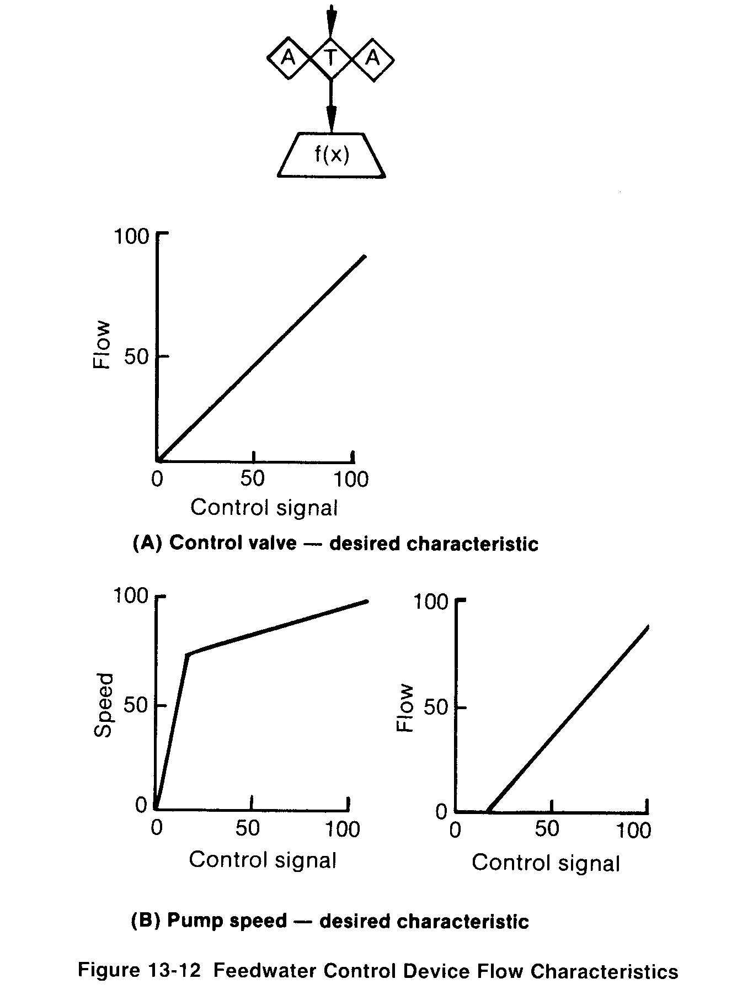 A T A
f(x)
100
50
Flow
0 50 100
Control signal
(A) Control valve — desired characteristic
100
50
0
Speed
0 50 100
Control signal
100
50
0
Flow
0 50 100
Control signal
(B) Pump speed — desired characteristic
Figure 13-12 Feedwater Control Device Flow Characteristics